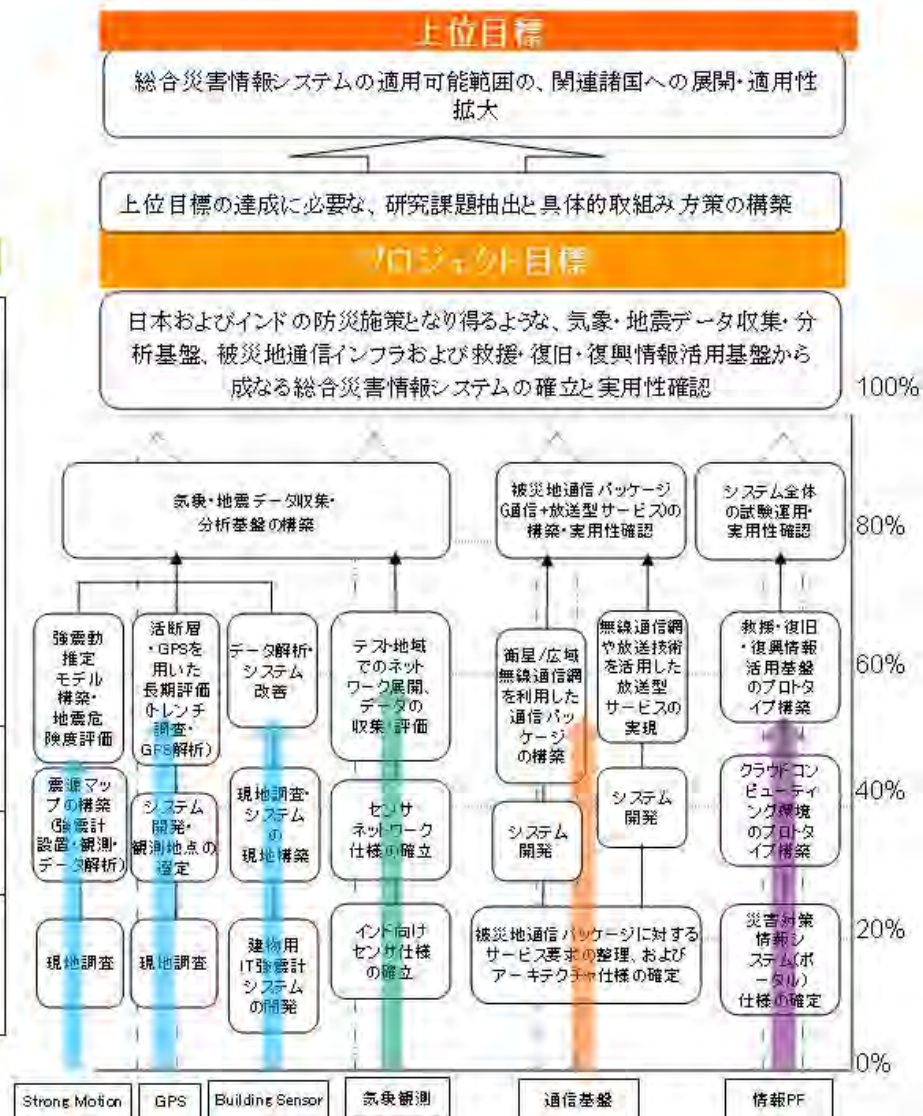 上位目標
総合災害情報システムの適用可能範囲の、関連諸国への展開・適用性
拡大
上位目標の達成に必要な、研究課題抽出と具体的取組み方策の構築
プロジェクト目標
日本およびインドの防災施策となり得るような、気象・地震データ収集・分
析基盤、被災地通信インフラおよび救援・復旧・復興情報活用基盤から
成なる総合災害情報システムの確立と実用性確認
100%
気象・地震データ収集・
分析基盤の構築
被災地通信パッケージ
G通信+放送型サービス)の
構築・実用性確認
システム全体
の試験運用・
実用性確認
80%
強震動
推定
モデル
構築・
地震危
険度評価
活断層
・GPSを
用いた
長期評価
(トレンチ
調査・
GPS解析)
データ解析・
システム
改善
テスト地域
でのネット
ワーク展開、
データの
収集・評価
衛星/広域
無線通信網
を利用した
通信パッ
ケージ
の構築
無線通信網
や放送技術
を活用した
放送型
サービスの
実現
救援・復旧
・復興情報
活用基盤
のプロトタ
イプ構築
60%
震源マッ
プの構築
(強震計
設置・観測・
データ解析)
システム
開発・
観測地点の
選定
現地調査・
システム
の
現地構築
センサ
ネットワーク
仕様の確立
システム
開発
システム
開発
クラウドコン
ピューティ
ング環境
のプロトタ
イプ構築
40%
現地調査
現地調査
建物用
IT強震計
システム
の開発
インド向け
センサ仕様
の確立
被災地通信パッケージに対する
サービス要求の整理、および
アーキテクチャ仕様の確定
災害対策
情報シ
ステム(ポ
ータル)
仕様の確定
20%
0%
Strong Motion
GPS
Building Sensor
気象観測
通信基盤
情報PF